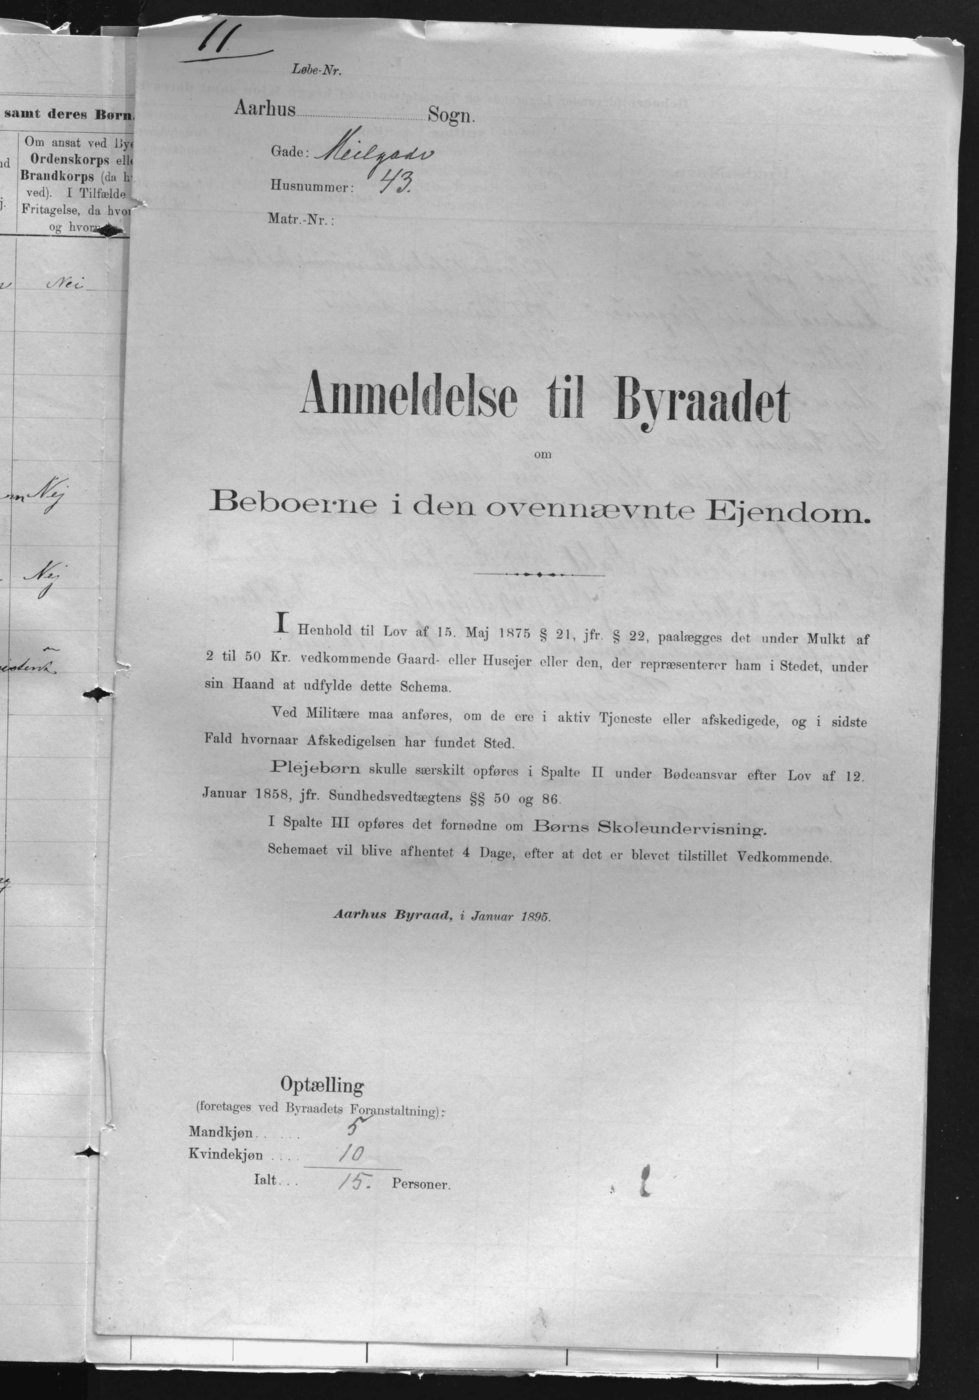 11
Løbe-Nr.
Aarhus Sogn.
Gade: Meilgade
Husnummer: 43.
Matr.-Nr.:
Anmeldelse til Byraadet
om
Beboerne i den ovennævnte Ejendom.
I Henhold til Lov af 15. Maj 1875 § 21, jfr. § 22, paalægges det under Mulkt af
2 til 50 Kr. vedkommende Gaard- eller Husejer eller den, der repræsenterer ham i Stedet, under
sin Haand at udfylde dette Schema.
Ved Militære maa anføres, om de ere i aktiv Tjeneste eller afskedigede, og i sidste
Fald hvornaar Afskedigelsen har fundet Sted.
Plejebørn skulle særskilt opføres i Spalte II under Bødeansvar efter Lov af 12.
Januar 1858, jfr. Sundhedsvedtægtens §§ 50 og 86.
I Spalte III opføres det fornødne om Børns Skoleundervisning.
Schemaet vil blive afhentet 4 Dage, efter at det er blevet tilstillet Vedkommende.
Aarhus Byraad, i Januar 1895.
Optælling
(foretages ved Byraadets Foranstaltning):
Mandkjøn 5
Kvindekjøn 10
Ialt 15. Personer.
samt deres Børn.
Om ansat ved
Ordenskorps
Brandkorps (da
ved). I Tilfælde
Fritagelse, da
og
Nei
Nej
Nej